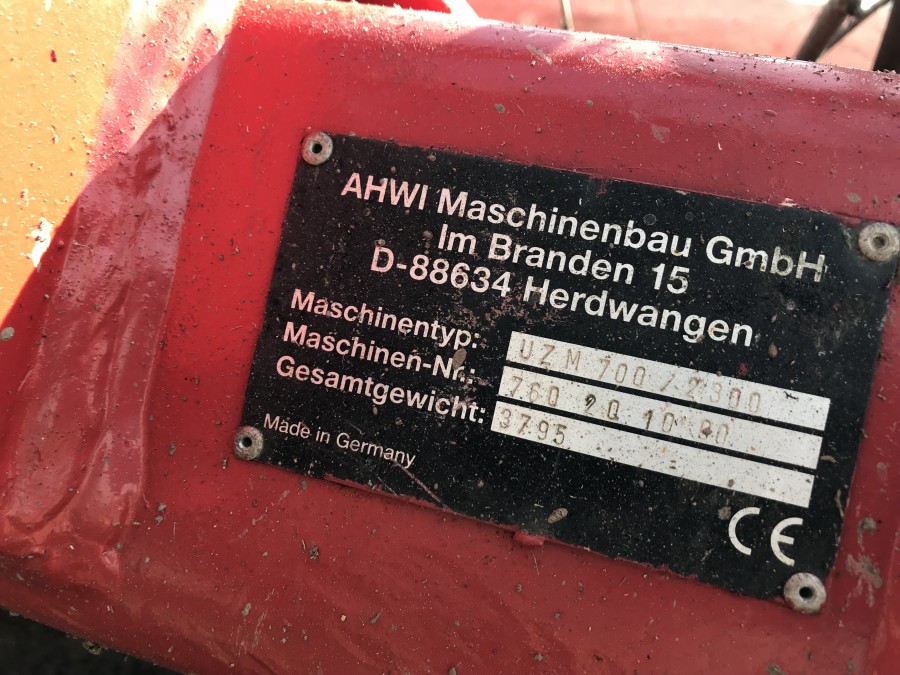 AHWI Maschinenbau GmbH
Im Branden 15
D-88634 Herdwangen
Maschinentyp: UZM 700/2300
Maschinen-Nr.: 760 20 10
Gesamtgewicht: 3795
Made in Germany
CE